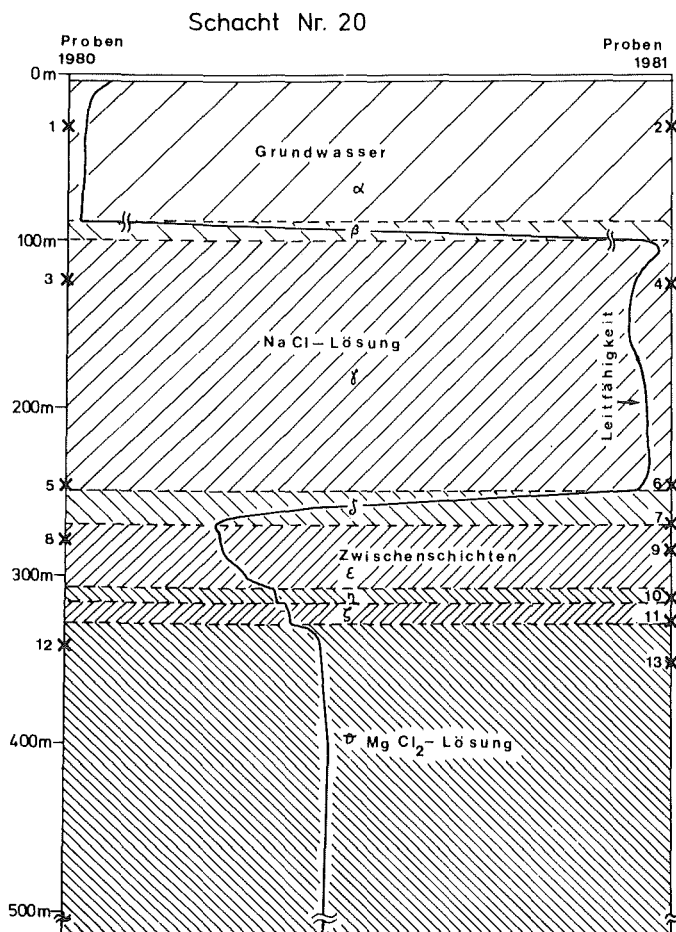 Schacht Nr. 20
Proben
1980
Proben
1981
0m
1
2
Grundwasser
α
β
100m
3
4
NaCl-Lösung
γ
Leitfähigkeit
200m
5
6
δ
7
8
9
Zwischenschichten
ε
300m
η
10
ζ
11
12
13
400m
ϑ MgCl₂-Lösung
500m